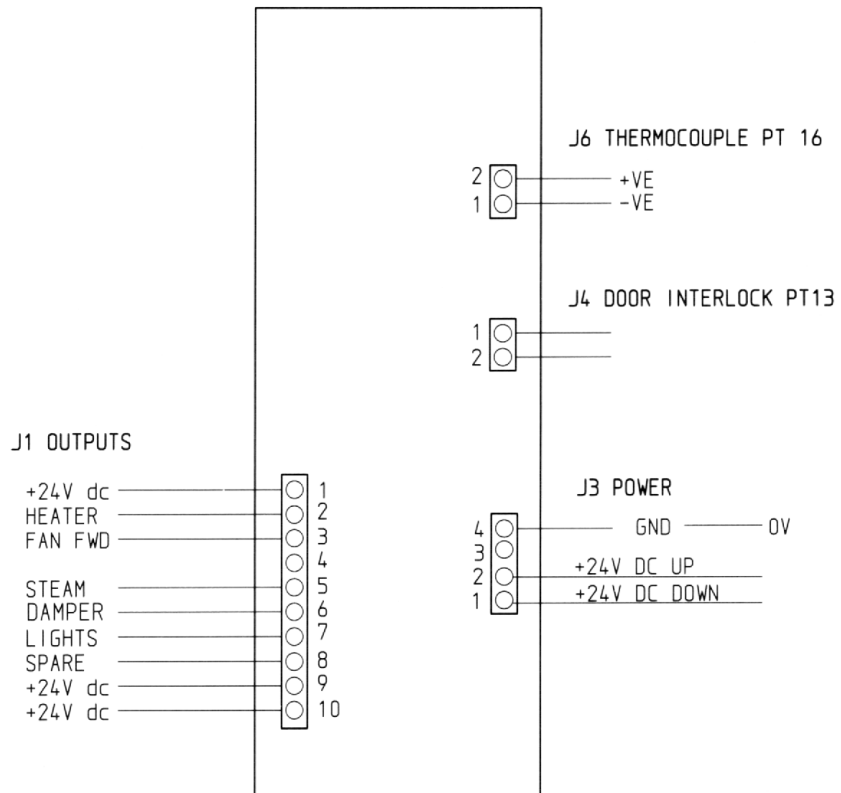 J6 THERMOCOUPLE PT 16
2 +VE
1 -VE
J4 DOOR INTERLOCK PT13
1
2
J1 OUTPUTS
+24V dc 1
HEATER 2
FAN FWD 3
4
STEAM 5
DAMPER 6
LIGHTS 7
SPARE 8
+24V dc 9
+24V dc 10
J3 POWER
4 GND 0V
3
2 +24V DC UP
1 +24V DC DOWN